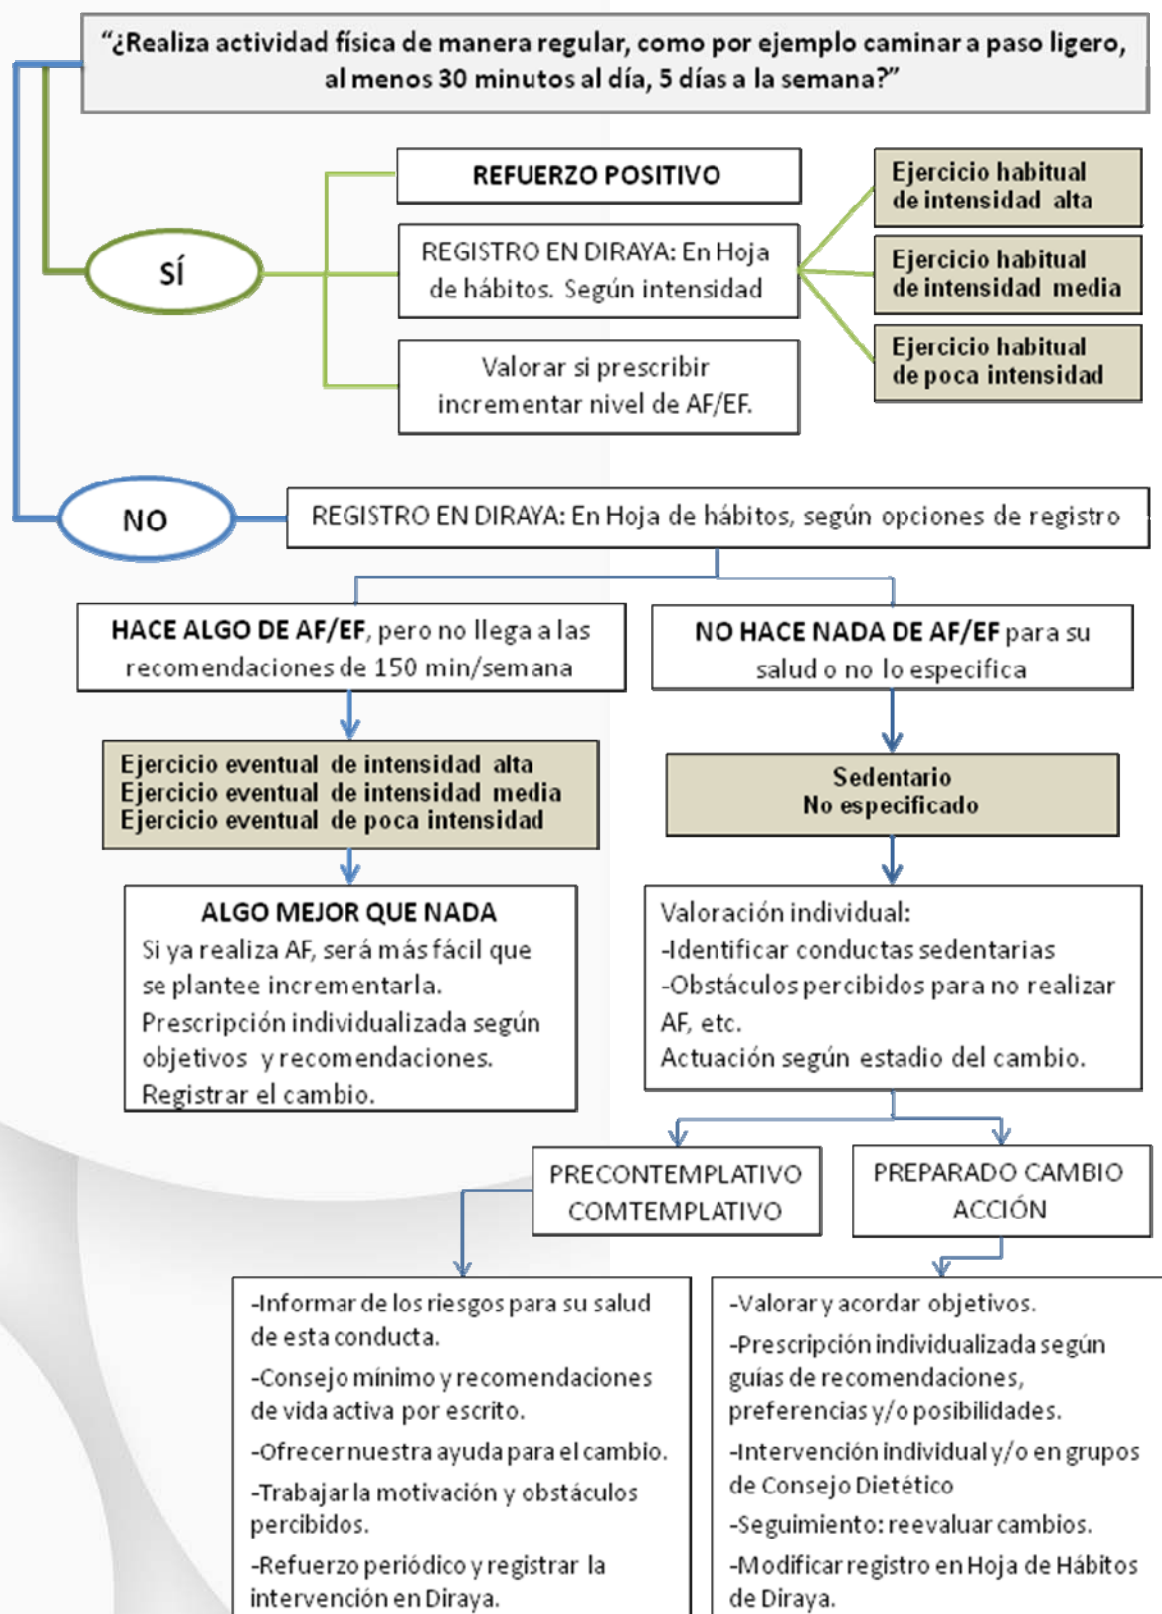 “¿Realiza actividad física de manera regular, como por ejemplo caminar a paso ligero,
al menos 30 minutos al día, 5 días a la semana?”
SÍ
REFUERZO POSITIVO
REGISTRO EN DIRAYA: En Hoja
de hábitos. Según intensidad
Valorar si prescribir
incrementar nivel de AF/EF.
Ejercicio habitual
de intensidad alta
Ejercicio habitual
de intensidad media
Ejercicio habitual
de poca intensidad
NO
REGISTRO EN DIRAYA: En Hoja de hábitos, según opciones de registro
HACE ALGO DE AF/EF, pero no llega a las
recomendaciones de 150 min/semana
Ejercicio eventual de intensidad alta
Ejercicio eventual de intensidad media
Ejercicio eventual de poca intensidad
ALGO MEJOR QUE NADA
Si ya realiza AF, será más fácil que
se plantee incrementarla.
Prescripción individualizada según
objetivos y recomendaciones.
Registrar el cambio.
NO HACE NADA DE AF/EF para su
salud o no lo especifica
Sedentario
No especificado
Valoración individual:
-Identificar conductas sedentarias
-Obstáculos percibidos para no realizar
AF, etc.
Actuación según estadio del cambio.
PRECONTEMPLATIVO
COMTEMPLATIVO
PREPARADO CAMBIO
ACCIÓN
-Informar de los riesgos para su salud
de esta conducta.
-Consejo mínimo y recomendaciones
de vida activa por escrito.
-Ofrecer nuestra ayuda para el cambio.
-Trabajar la motivación y obstáculos
percibidos.
-Refuerzo periódico y registrar la
intervención en Diraya.
-Valorar y acordar objetivos.
-Prescripción individualizada según
guías de recomendaciones,
preferencias y/o posibilidades.
-Intervención individual y/o en grupos
de Consejo Dietético
-Seguimiento: reevaluar cambios.
-Modificar registro en Hoja de Hábitos
de Diraya.